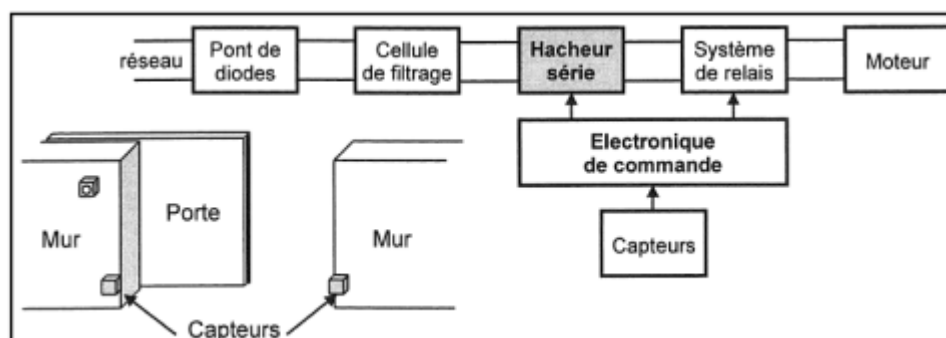 réseau
Pont de
diodes
Cellule
de filtrage
Hacheur
série
Système
de relais
Moteur
Electronique
de commande
Capteurs
Mur
Porte
Mur
Capteurs